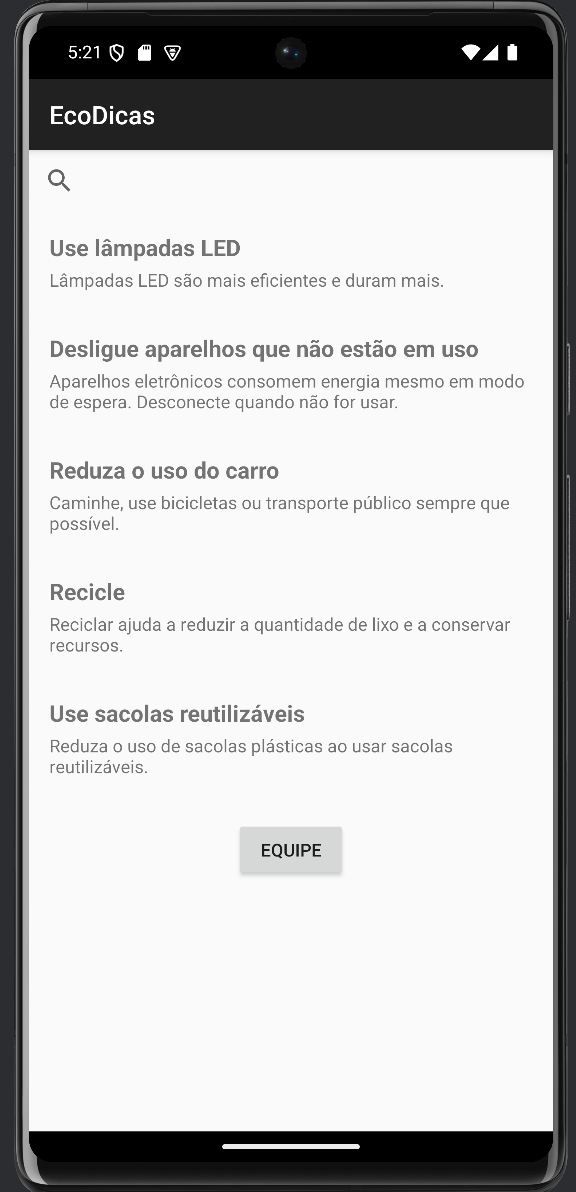 5:21
EcoDicas
Use lâmpadas LED
Lâmpadas LED são mais eficientes e duram mais.
Desligue aparelhos que não estão em uso
Aparelhos eletrônicos consomem energia mesmo em modo
de espera. Desconecte quando não for usar.
Reduza o uso do carro
Caminhe, use bicicletas ou transporte público sempre que
possível.
Recicle
Reciclar ajuda a reduzir a quantidade de lixo e a conservar
recursos.
Use sacolas reutilizáveis
Reduza o uso de sacolas plásticas ao usar sacolas
reutilizáveis.
EQUIPE